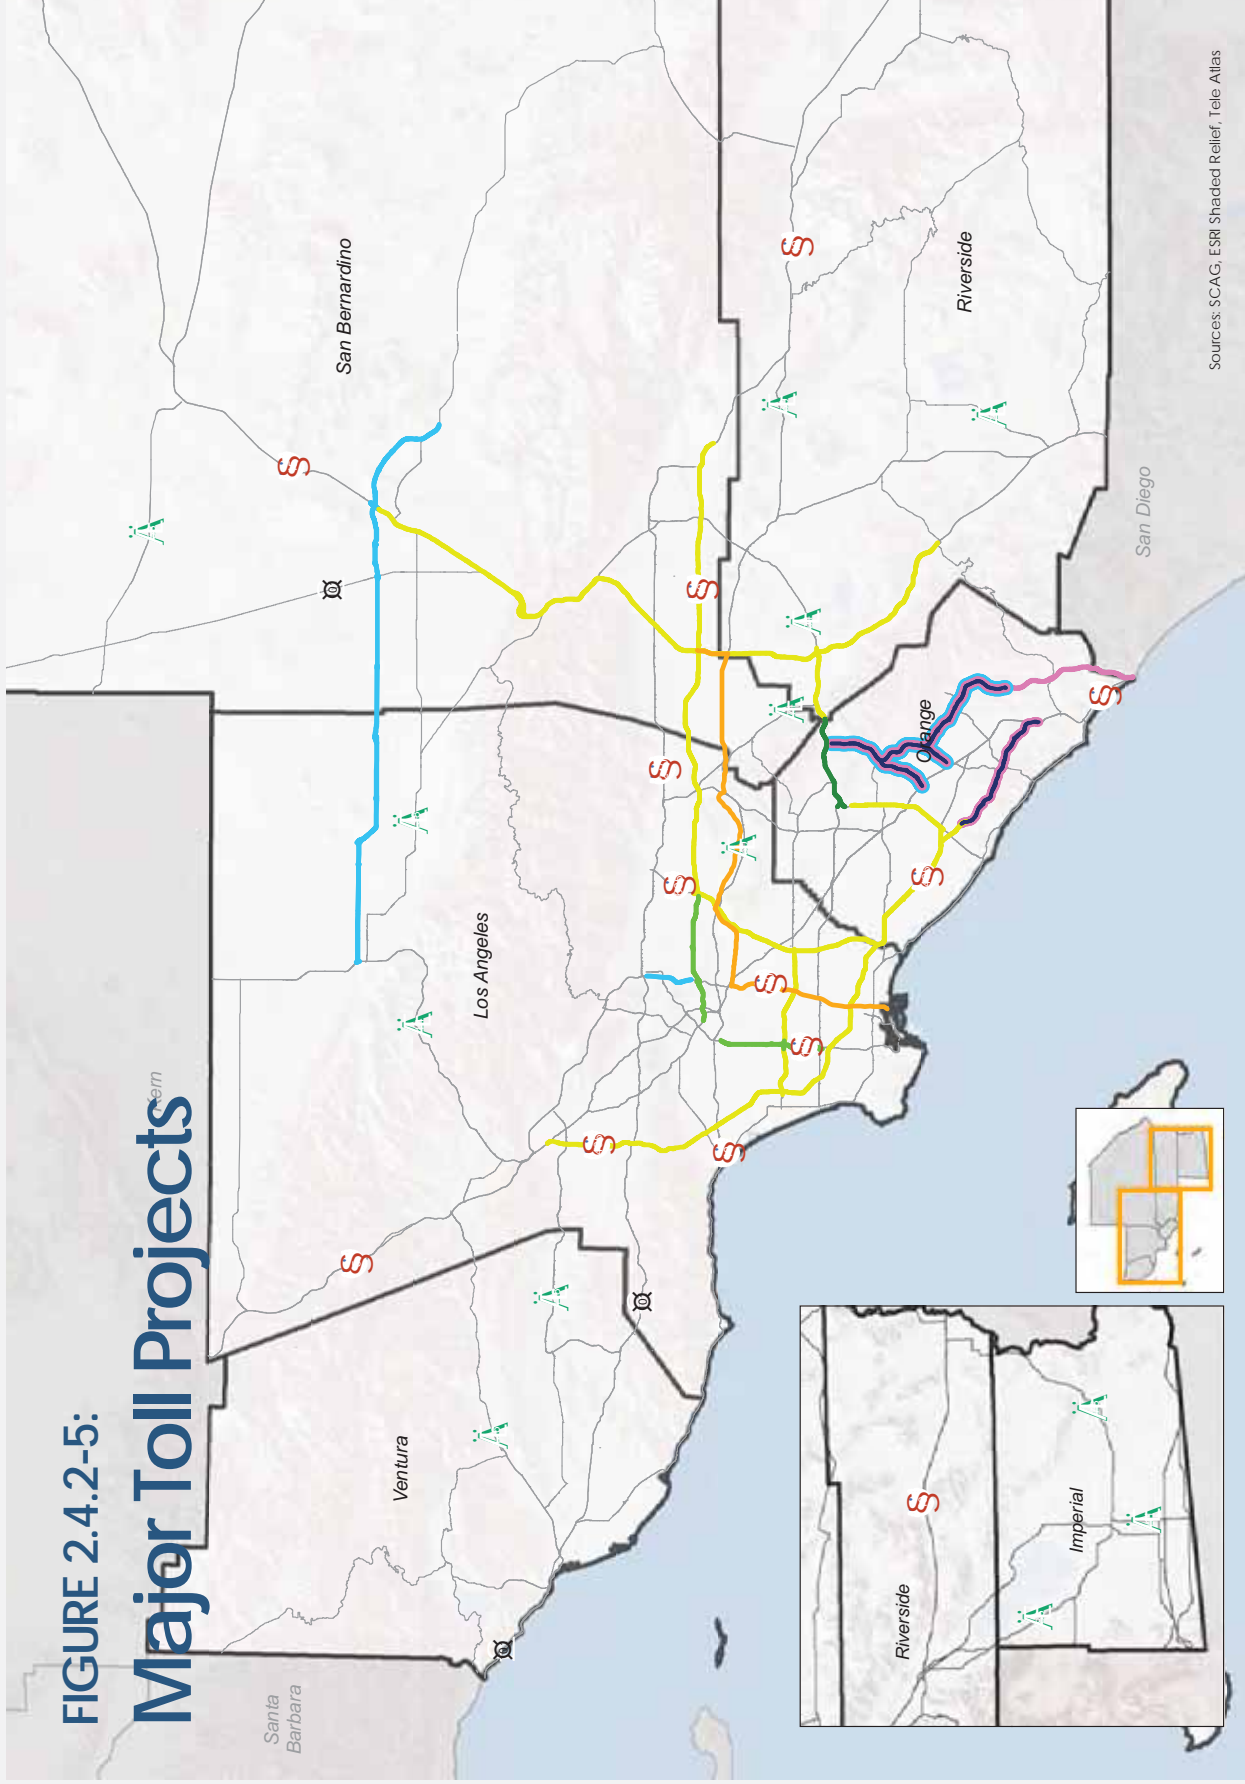 FIGURE 2.4.2-5:
Major Toll Projects
Santa
Barbara
Kern
Ventura
Los Angeles
San Bernardino
Orange
Riverside
San Diego
Riverside
Imperial
Sources: SCAG, ESRI Shaded Relief, Tele Atlas